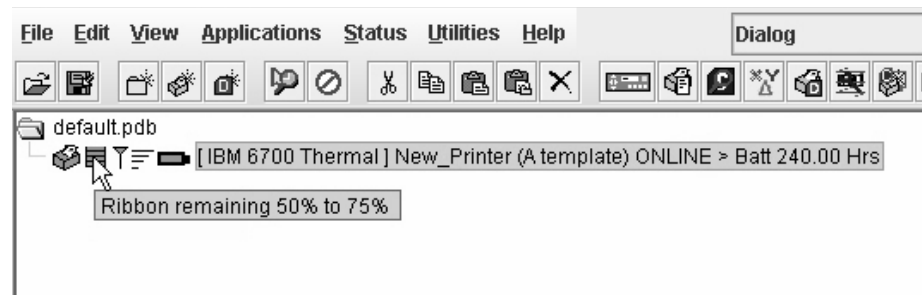 File Edit View Applications Status Utilities Help Dialog
default.pdb
[ IBM 6700 Thermal ] New_Printer (A template) ONLINE > Batt 240.00 Hrs
Ribbon remaining 50% to 75%